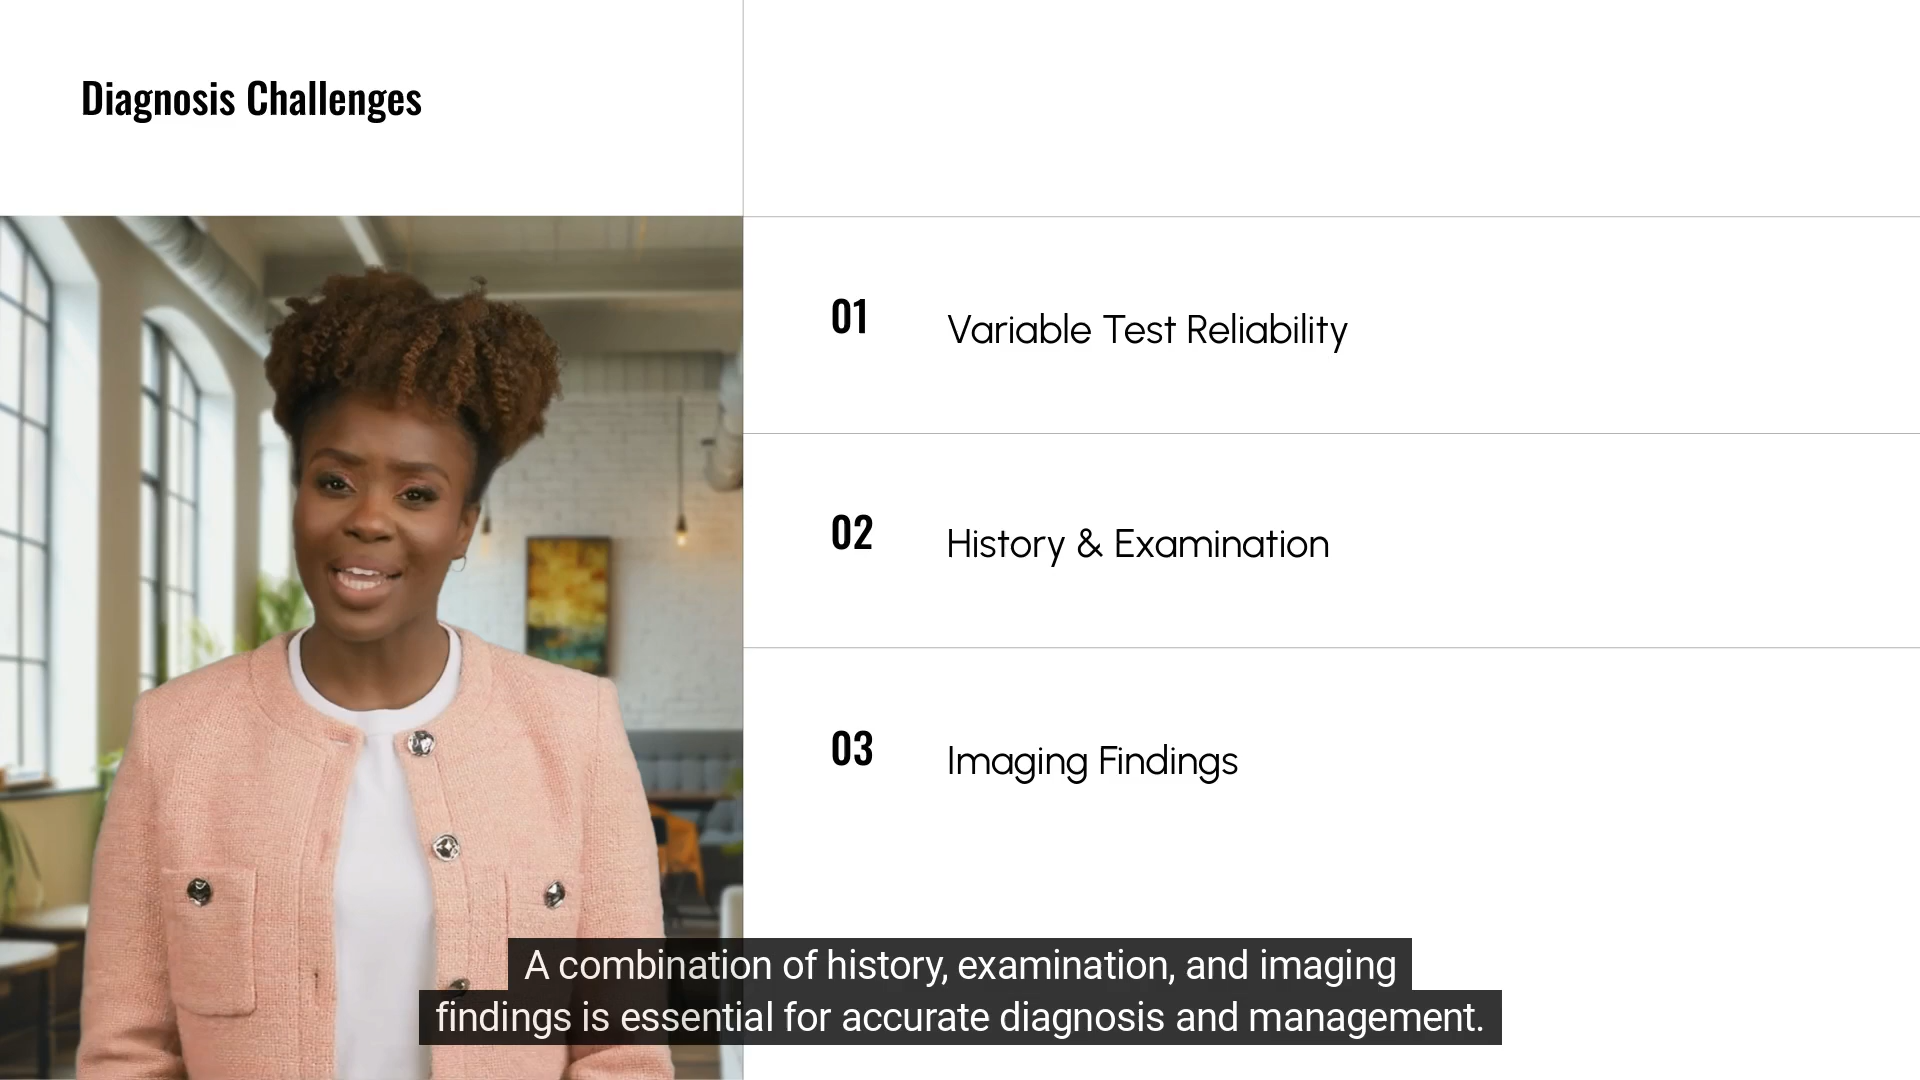 Diagnosis Challenges
01
Variable Test Reliability
02
History & Examination
03
Imaging Findings
A combination of history, examination, and imaging
findings is essential for accurate diagnosis and management.